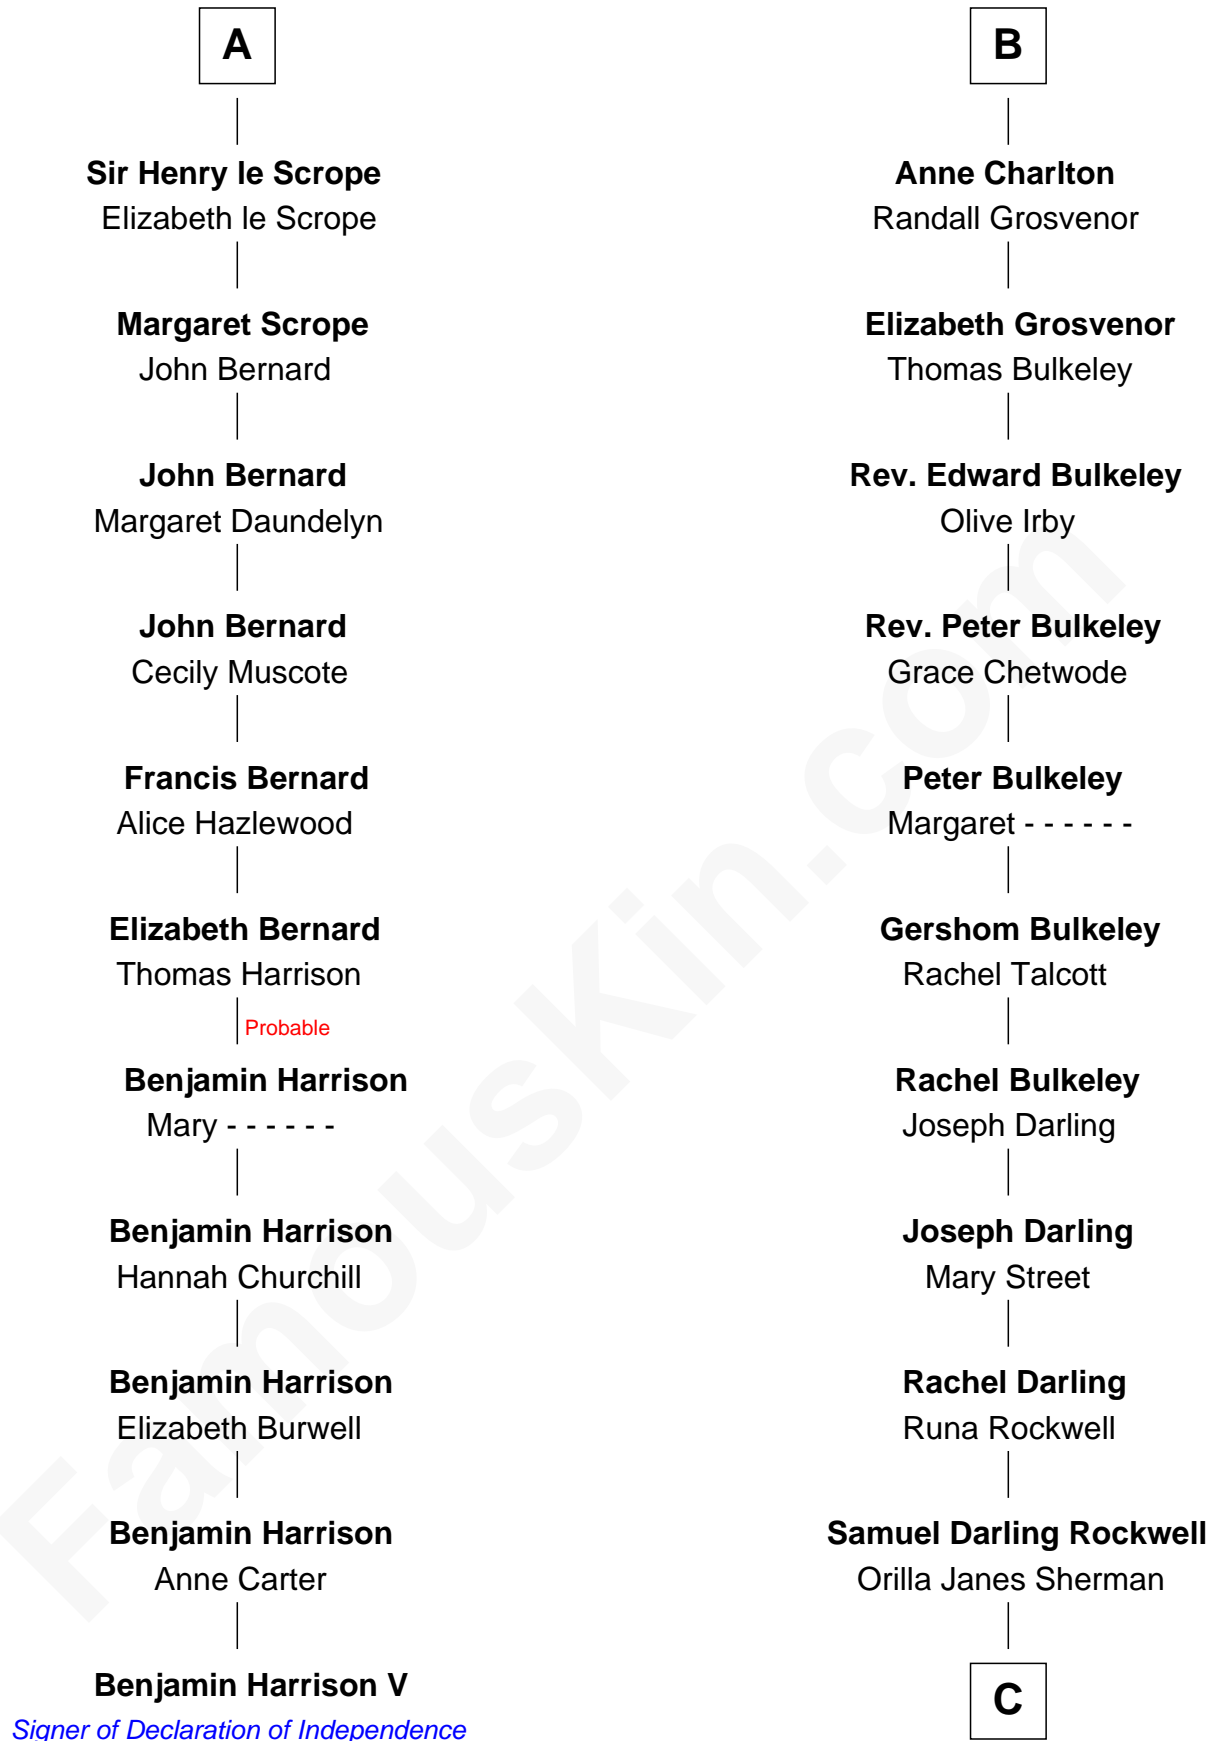 A
Sir Henry le Scrope
Elizabeth le Scrope
Margaret Scrope
John Bernard
John Bernard
Margaret Daundelyn
John Bernard
Cecily Muscote
Francis Bernard
Alice Hazlewood
Elizabeth Bernard
Thomas Harrison
Probable
Benjamin Harrison
Mary - - - - - -
Benjamin Harrison
Hannah Churchill
Benjamin Harrison
Elizabeth Burwell
Benjamin Harrison
Anne Carter
Benjamin Harrison V
Signer of Declaration of Independence
B
Anne Charlton
Randall Grosvenor
Elizabeth Grosvenor
Thomas Bulkeley
Rev. Edward Bulkeley
Olive Irby
Rev. Peter Bulkeley
Grace Chetwode
Peter Bulkeley
Margaret - - - - - -
Gershom Bulkeley
Rachel Talcott
Rachel Bulkeley
Joseph Darling
Joseph Darling
Mary Street
Rachel Darling
Runa Rockwell
Samuel Darling Rockwell
Orilla Janes Sherman
C
FamousKin.com